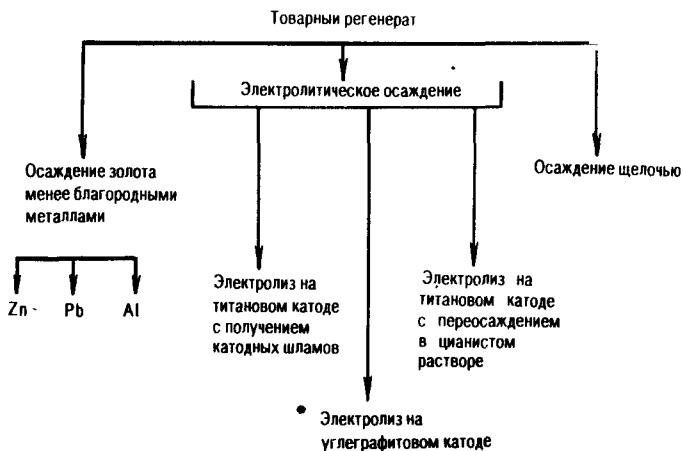 Товарный регенерат
Электролитическое осаждение
Осаждение золота
менее благородными
металлами
Осаждение щелочью
Zn Pb Al
Электролиз на
титановом катоде
с получением
катодных шламов
Электролиз на
титановом катоде
с переосаждением
в цианистом
растворе
Электролиз на
углеграфитовом катоде